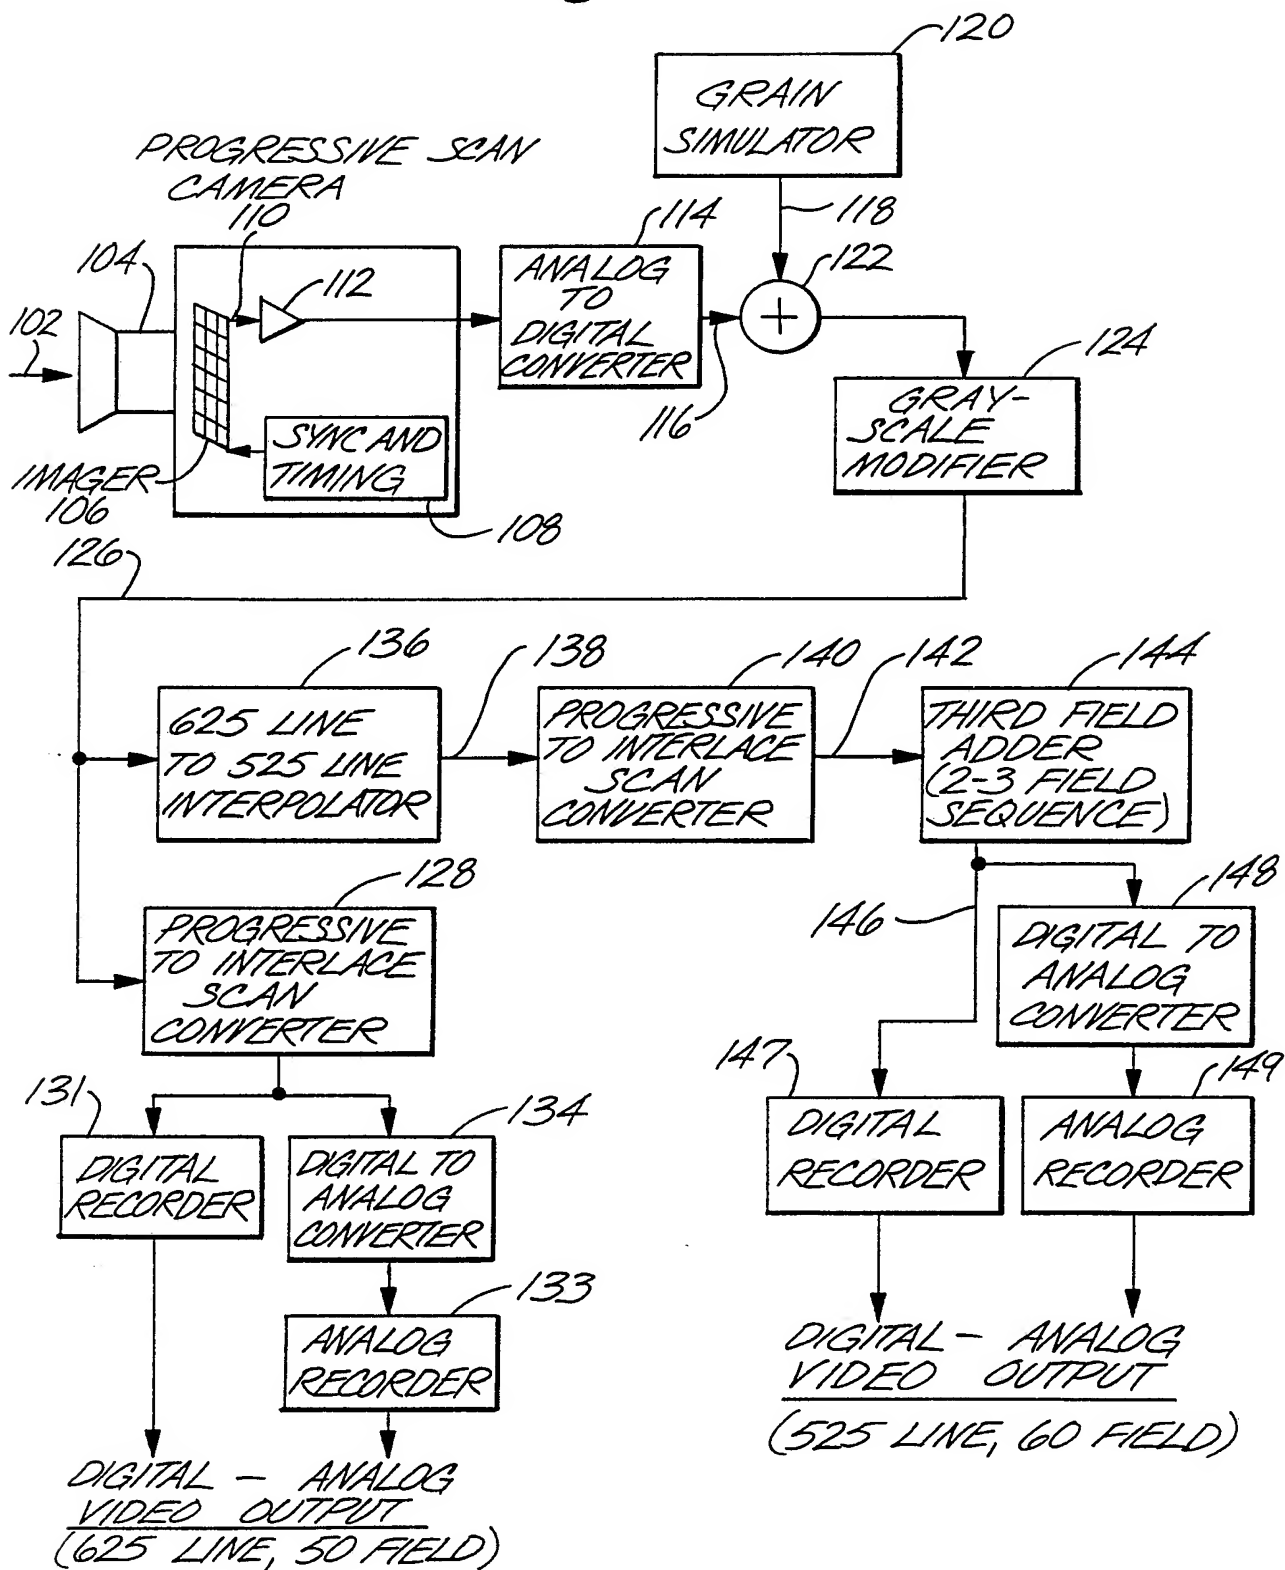 120
GRAIN
SIMULATOR
PROGRESSIVE SCAN
CAMERA
110
118
114
104
112
ANALOG
TO
DIGITAL
CONVERTER
122
+
102
116
124
GRAY-
SCALE
MODIFIER
SYNC AND
TIMING
IMAGER
106
108
126
136
138
140
142
144
625 LINE
TO 525 LINE
INTERPOLATOR
PROGRESSIVE
TO INTERLACE
SCAN
CONVERTER
THIRD FIELD
ADDER
(2-3 FIELD
SEQUENCE)
128
146
148
PROGRESSIVE
TO INTERLACE
SCAN
CONVERTER
DIGITAL TO
ANALOG
CONVERTER
131
134
147
149
DIGITAL
RECORDER
DIGITAL TO
ANALOG
CONVERTER
DIGITAL
RECORDER
ANALOG
RECORDER
133
ANALOG
RECORDER
DIGITAL - ANALOG
VIDEO OUTPUT
(525 LINE, 60 FIELD)
DIGITAL - ANALOG
VIDEO OUTPUT
(625 LINE, 50 FIELD)